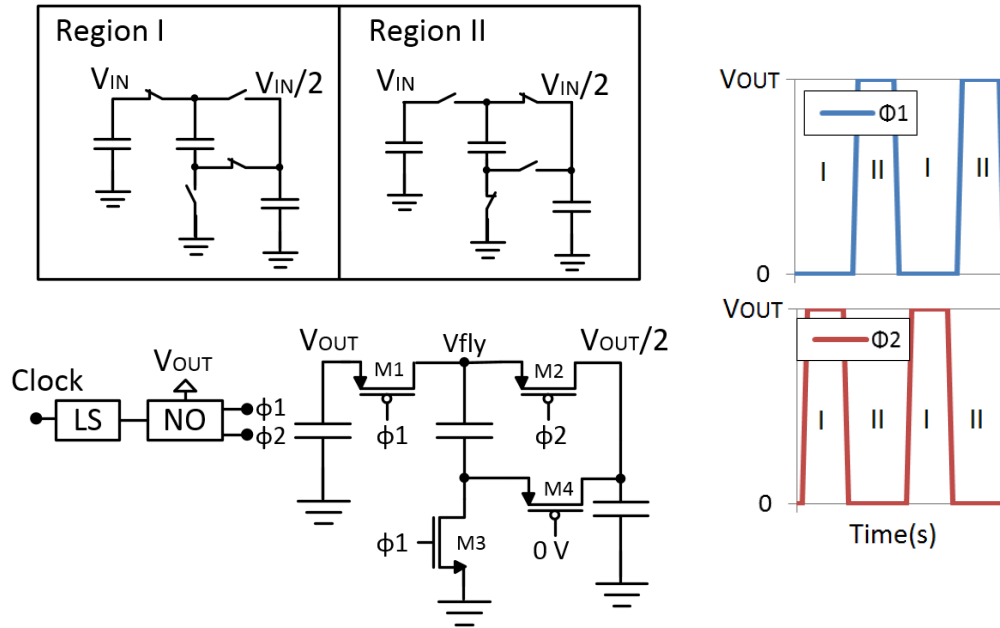 Region I
VIN
VIN/2
Region II
VIN
VIN/2
VOUT
Φ1
I
II
I
II
0
VOUT
Φ2
I
II
I
II
0
Time(s)
Clock
LS
VOUT
NO
ϕ1
ϕ2
VOUT
M1
ϕ1
Vfly
M2
ϕ2
VOUT/2
M4
0 V
ϕ1
M3